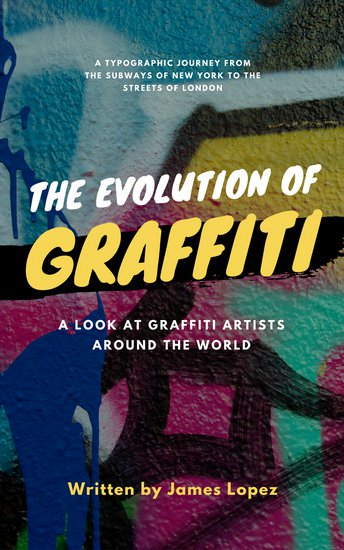 A TYPOGRAPHIC JOURNEY FROM
THE SUBWAYS OF NEW YORK TO THE
STREETS OF LONDON
THE EVOLUTION OF
GRAFFITI
A LOOK AT GRAFFITI ARTISTS
AROUND THE WORLD
Written by James Lopez